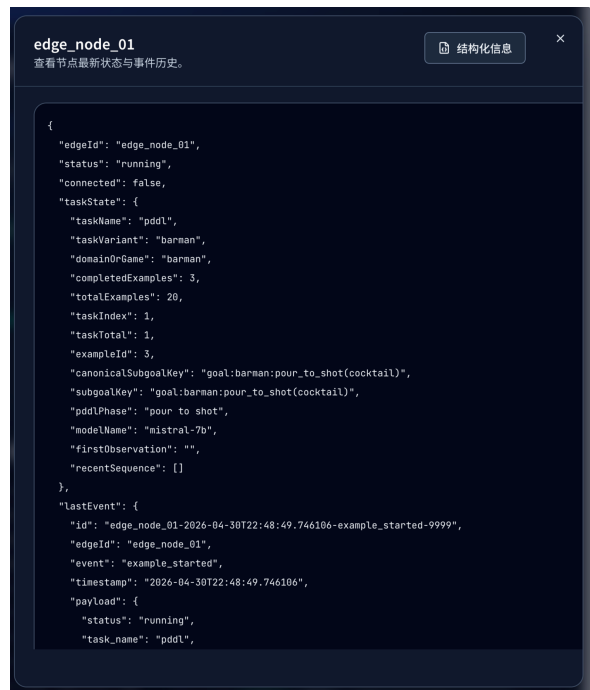 edge_node_01
查看节点最新状态与事件历史。
结构化信息
{
  "edgeId": "edge_node_01",
  "status": "running",
  "connected": false,
  "taskState": {
    "taskName": "pddl",
    "taskVariant": "barman",
    "domainOrGame": "barman",
    "completedExamples": 3,
    "totalExamples": 20,
    "taskIndex": 1,
    "taskTotal": 1,
    "exampleId": 3,
    "canonicalSubgoalKey": "goal:barman:pour_to_shot(cocktail)",
    "subgoalKey": "goal:barman:pour_to_shot(cocktail)",
    "pddlPhase": "pour to shot",
    "modelName": "mistral-7b",
    "firstObservation": "",
    "recentSequence": []
  },
  "lastEvent": {
    "id": "edge_node_01-2026-04-30T22:48:49.746106-example_started-9999",
    "edgeId": "edge_node_01",
    "event": "example_started",
    "timestamp": "2026-04-30T22:48:49.746106",
    "payload": {
      "status": "running",
      "task_name": "pddl",